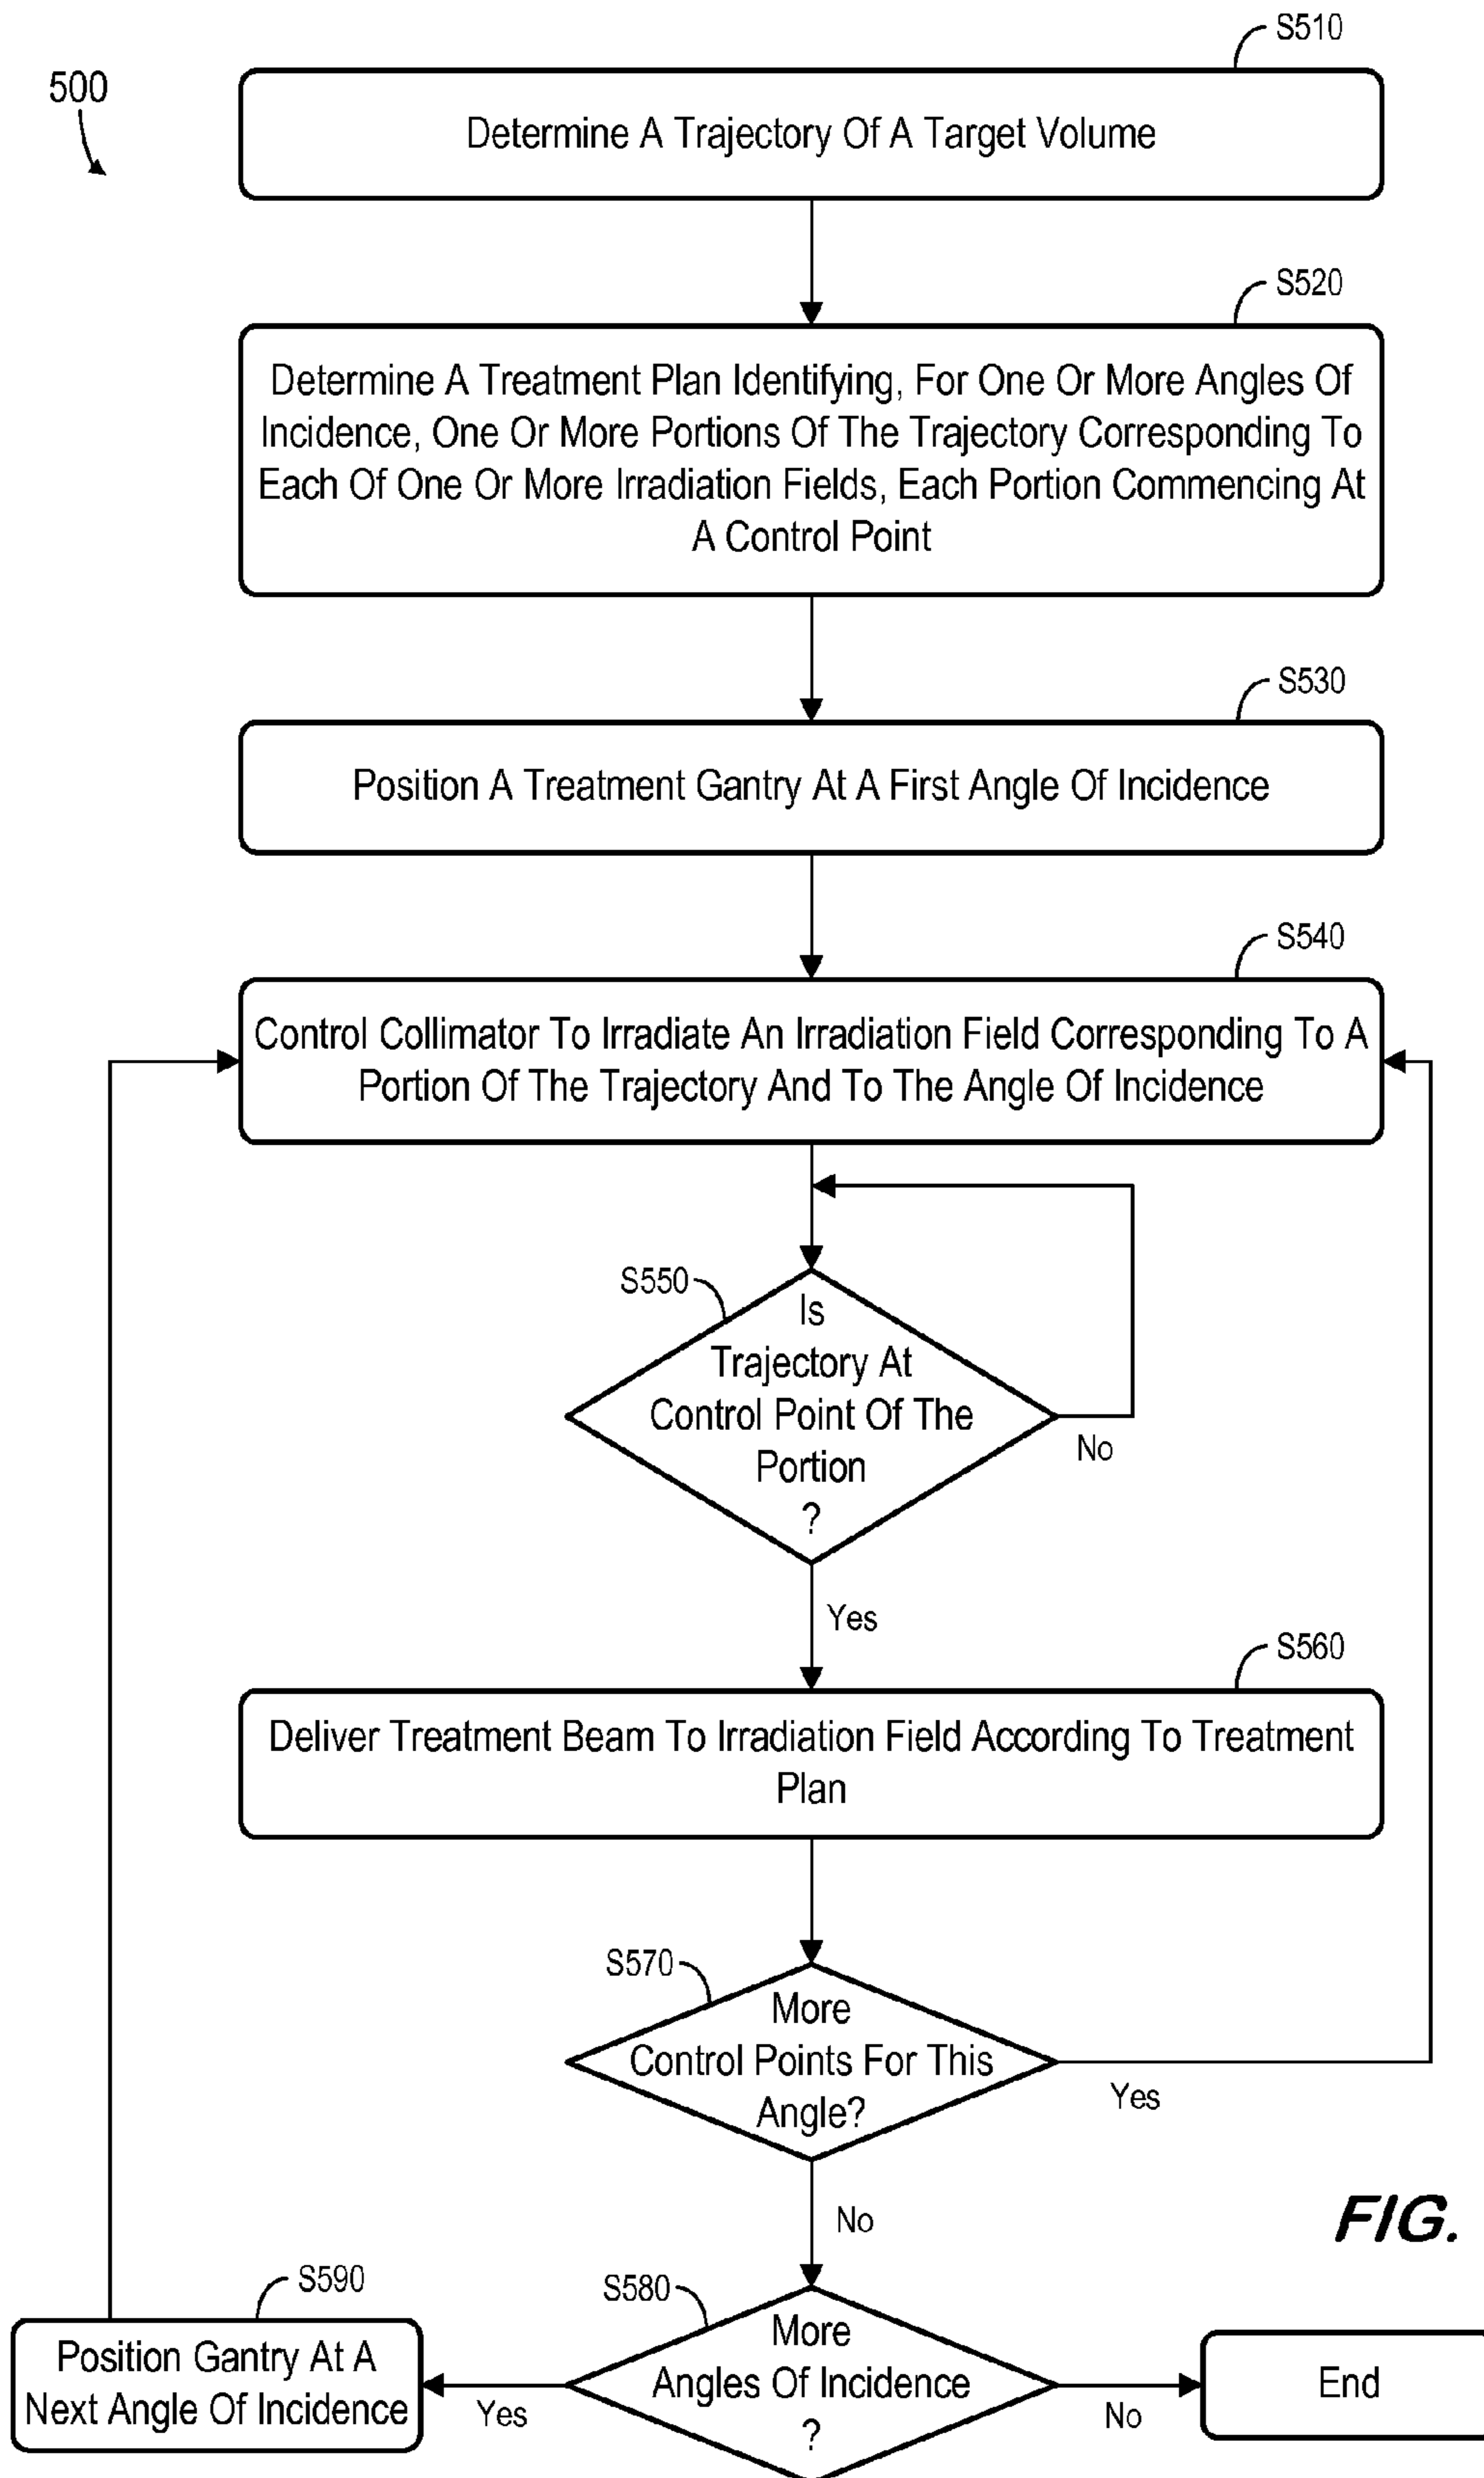 S510
500
Determine A Trajectory Of A Target Volume
S520
Determine A Treatment Plan Identifying, For One Or More Angles Of
Incidence, One Or More Portions Of The Trajectory Corresponding To
Each Of One Or More Irradiation Fields, Each Portion Commencing At
A Control Point
S530
Position A Treatment Gantry At A First Angle Of Incidence
S540
Control Collimator To Irradiate An Irradiation Field Corresponding To A
Portion Of The Trajectory And To The Angle Of Incidence
S550
Is
Trajectory At
Control Point Of The
Portion
?
No
Yes
S560
Deliver Treatment Beam To Irradiation Field According To Treatment
Plan
S570
More
Control Points For This
Angle?
Yes
No
FIG.
S590
S580
Position Gantry At A
Next Angle Of Incidence
Yes
More
Angles Of Incidence
?
No
End